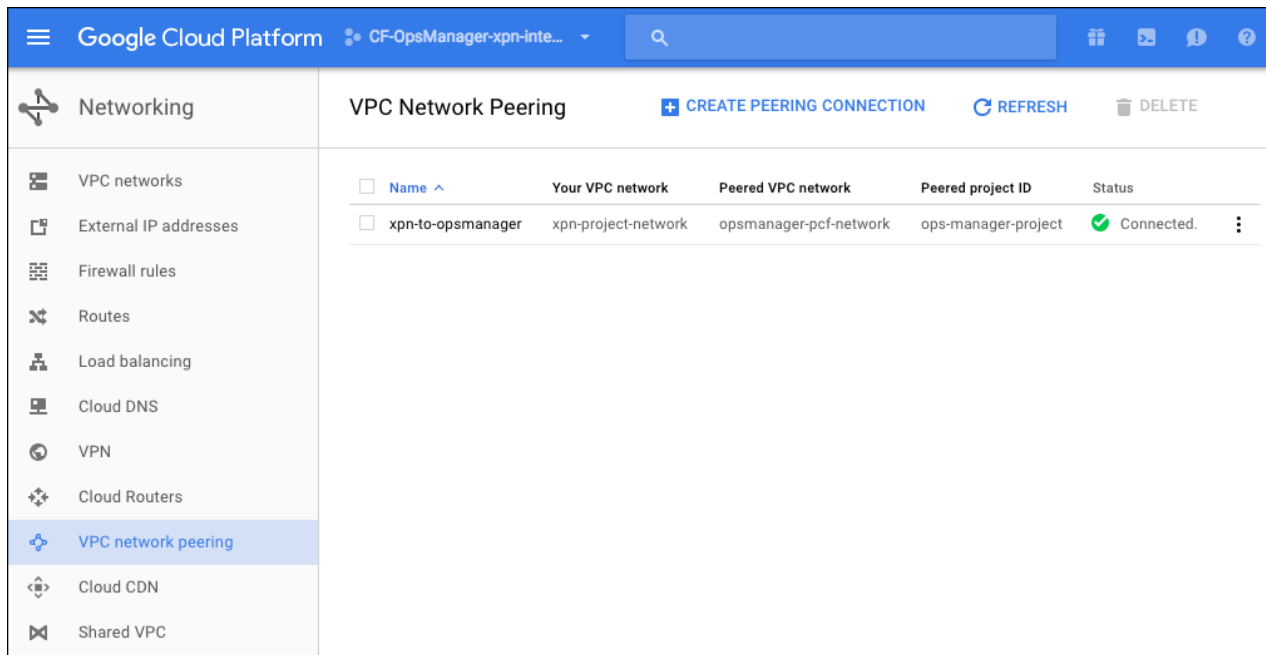 Google Cloud Platform CF-OpsManager-xpn-inte...
Networking
VPC Network Peering CREATE PEERING CONNECTION REFRESH DELETE
VPC networks
External IP addresses
Firewall rules
Routes
Load balancing
Cloud DNS
VPN
Cloud Routers
VPC network peering
Cloud CDN
Shared VPC
Name Your VPC network Peered VPC network Peered project ID Status
xpn-to-opsmanager xpn-project-network opsmanager-pcf-network ops-manager-project Connected.